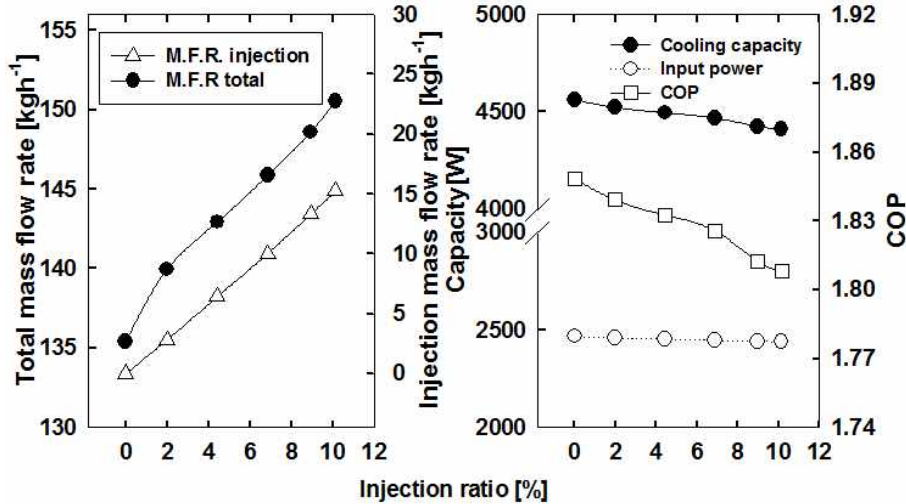 Total mass flow rate [kgh⁻¹]
155
150
145
140
135
130
M.F.R. injection
M.F.R total
0 2 4 6 8 10 12
30
25
20
15
10
5
0
Injection mass flow rate [kgh⁻¹]
Capacity[W]
5000
4500
4000
3000
2500
2000
Cooling capacity
Input power
COP
0 2 4 6 8 10 12
1.92
1.89
1.86
1.83
1.80
1.77
1.74
COP
Injection ratio [%]